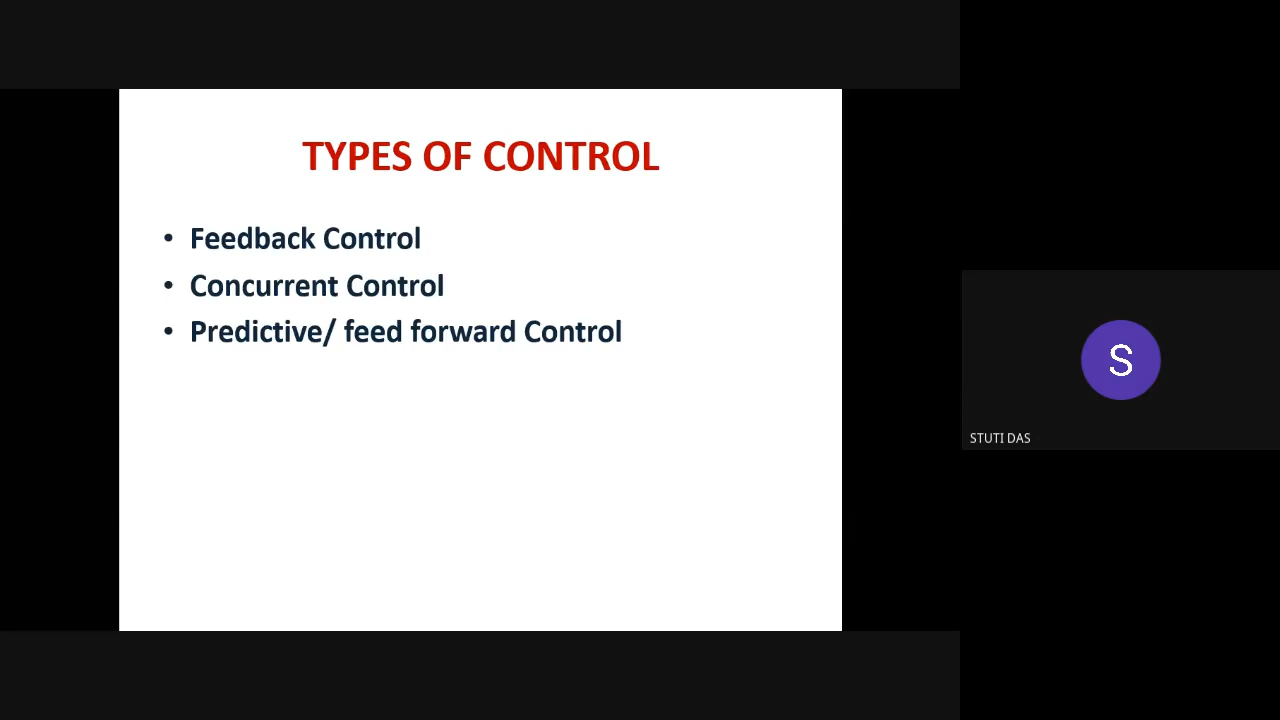 TYPES OF CONTROL
• Feedback Control
• Concurrent Control
• Predictive/ feed forward Control
S
STUTI DAS